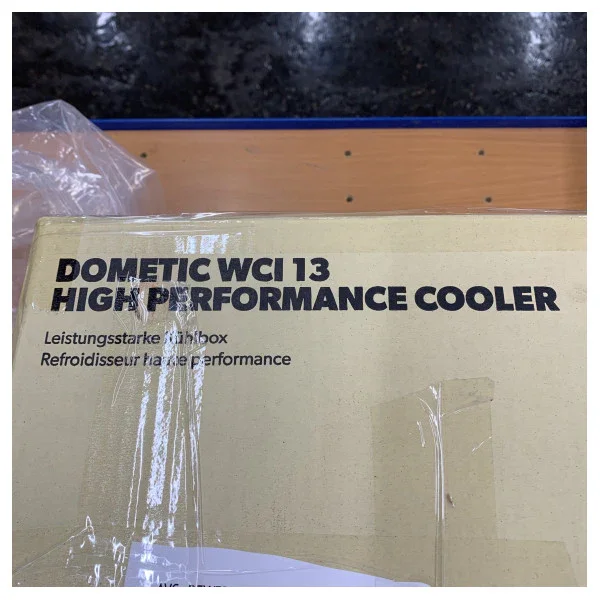 DOMETIC WCI 13
HIGH PERFORMANCE COOLER
Leistungsstarke Kühlbox
Refroidisseur haute performance